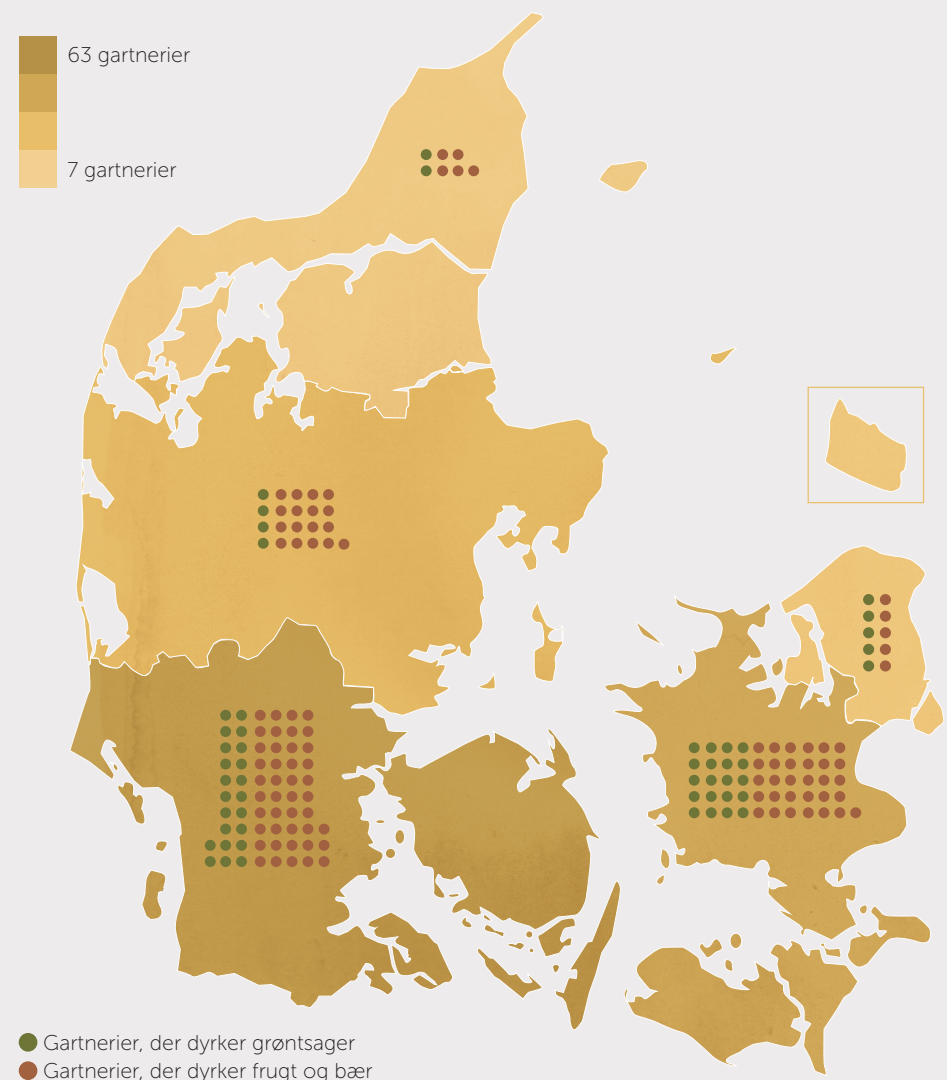 63 gartnerier
7 gartnerier
Gartnerier, der dyrker grøntsager
Gartnerier, der dyrker frugt og bær